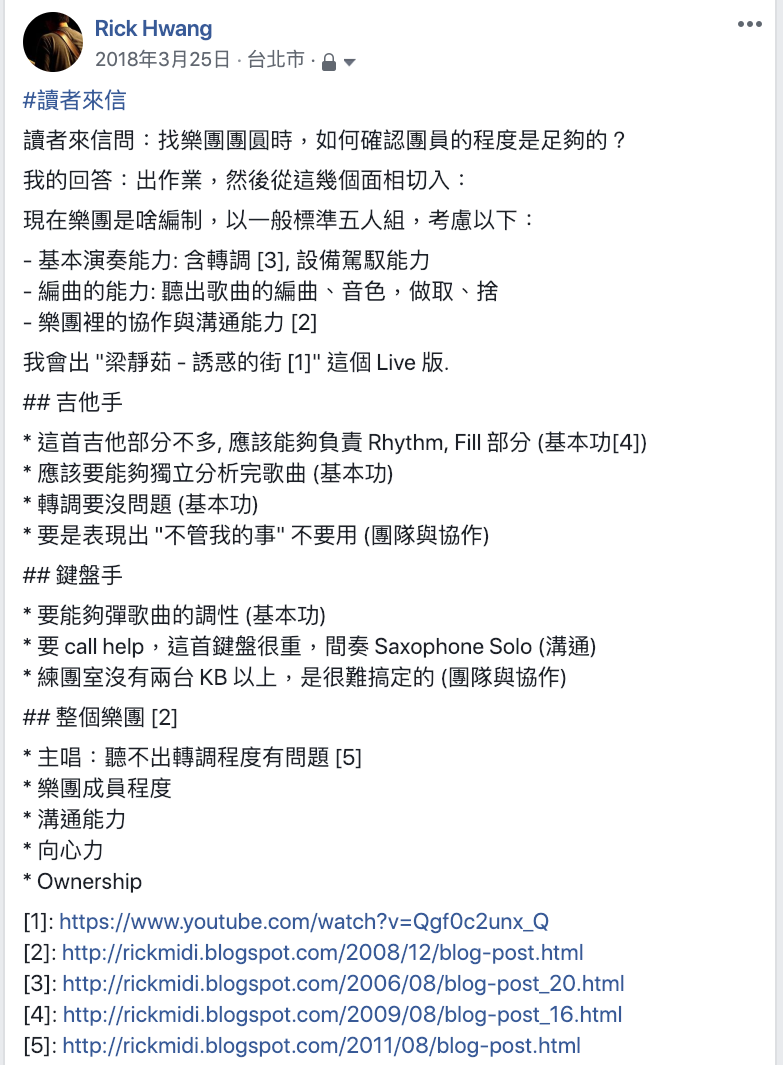 Rick Hwang
2018年3月25日 · 台北市 ·
#讀者來信
讀者來信問：找樂團團圓時，如何確認團員的程度是足夠的？
我的回答：出作業，然後從這幾個面相切入：
現在樂團是啥編制，以一般標準五人組，考慮以下：
- 基本演奏能力: 含轉調 [3], 設備駕馭能力
- 編曲的能力: 聽出歌曲的編曲、音色，做取、捨
- 樂團裡的協作與溝通能力 [2]
我會出 "梁靜茹 - 誘惑的街 [1]" 這個 Live 版.
## 吉他手
* 這首吉他部分不多, 應該能夠負責 Rhythm, Fill 部分 (基本功[4])
* 應該要能夠獨立分析完歌曲 (基本功)
* 轉調要沒問題 (基本功)
* 要是表現出 "不管我的事" 不要用 (團隊與協作)
## 鍵盤手
* 要能夠彈歌曲的調性 (基本功)
* 要 call help，這首鍵盤很重，間奏 Saxophone Solo (溝通)
* 練團室沒有兩台 KB 以上，是很難搞定的 (團隊與協作)
## 整個樂團 [2]
* 主唱：聽不出轉調程度有問題 [5]
* 樂團成員程度
* 溝通能力
* 向心力
* Ownership
[1]: https://www.youtube.com/watch?v=Qgf0c2unx_Q
[2]: http://rickmidi.blogspot.com/2008/12/blog-post.html
[3]: http://rickmidi.blogspot.com/2006/08/blog-post_20.html
[4]: http://rickmidi.blogspot.com/2009/08/blog-post_16.html
[5]: http://rickmidi.blogspot.com/2011/08/blog-post.html